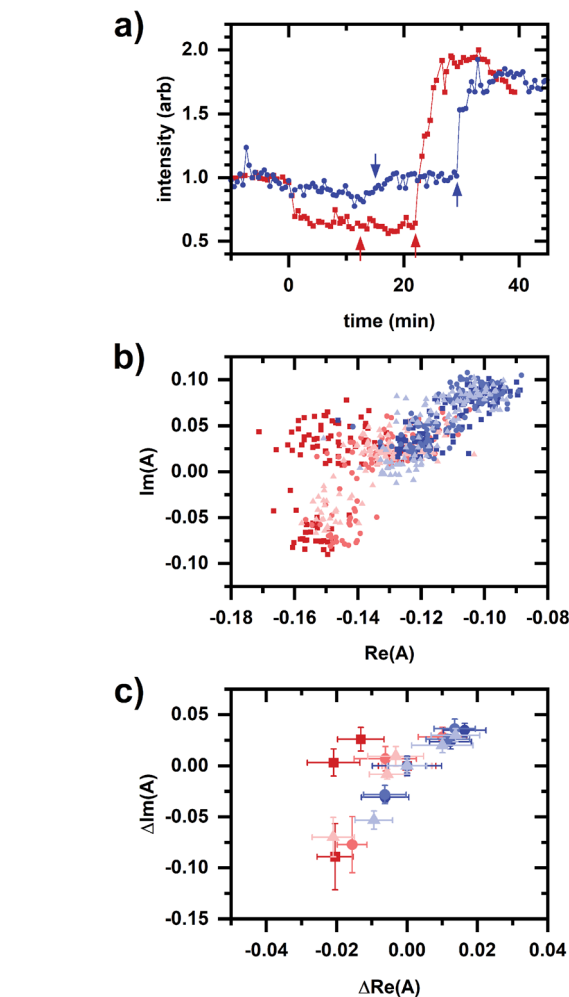 a)
2.0
1.5
1.0
0.5
intensity (arb)
0 20 40
time (min)
b)
0.10
0.05
0.00
-0.05
-0.10
Im(A)
-0.18 -0.16 -0.14 -0.12 -0.10 -0.08
Re(A)
c)
0.05
0.00
-0.05
-0.10
-0.15
ΔIm(A)
-0.04 -0.02 0.00 0.02 0.04
ΔRe(A)